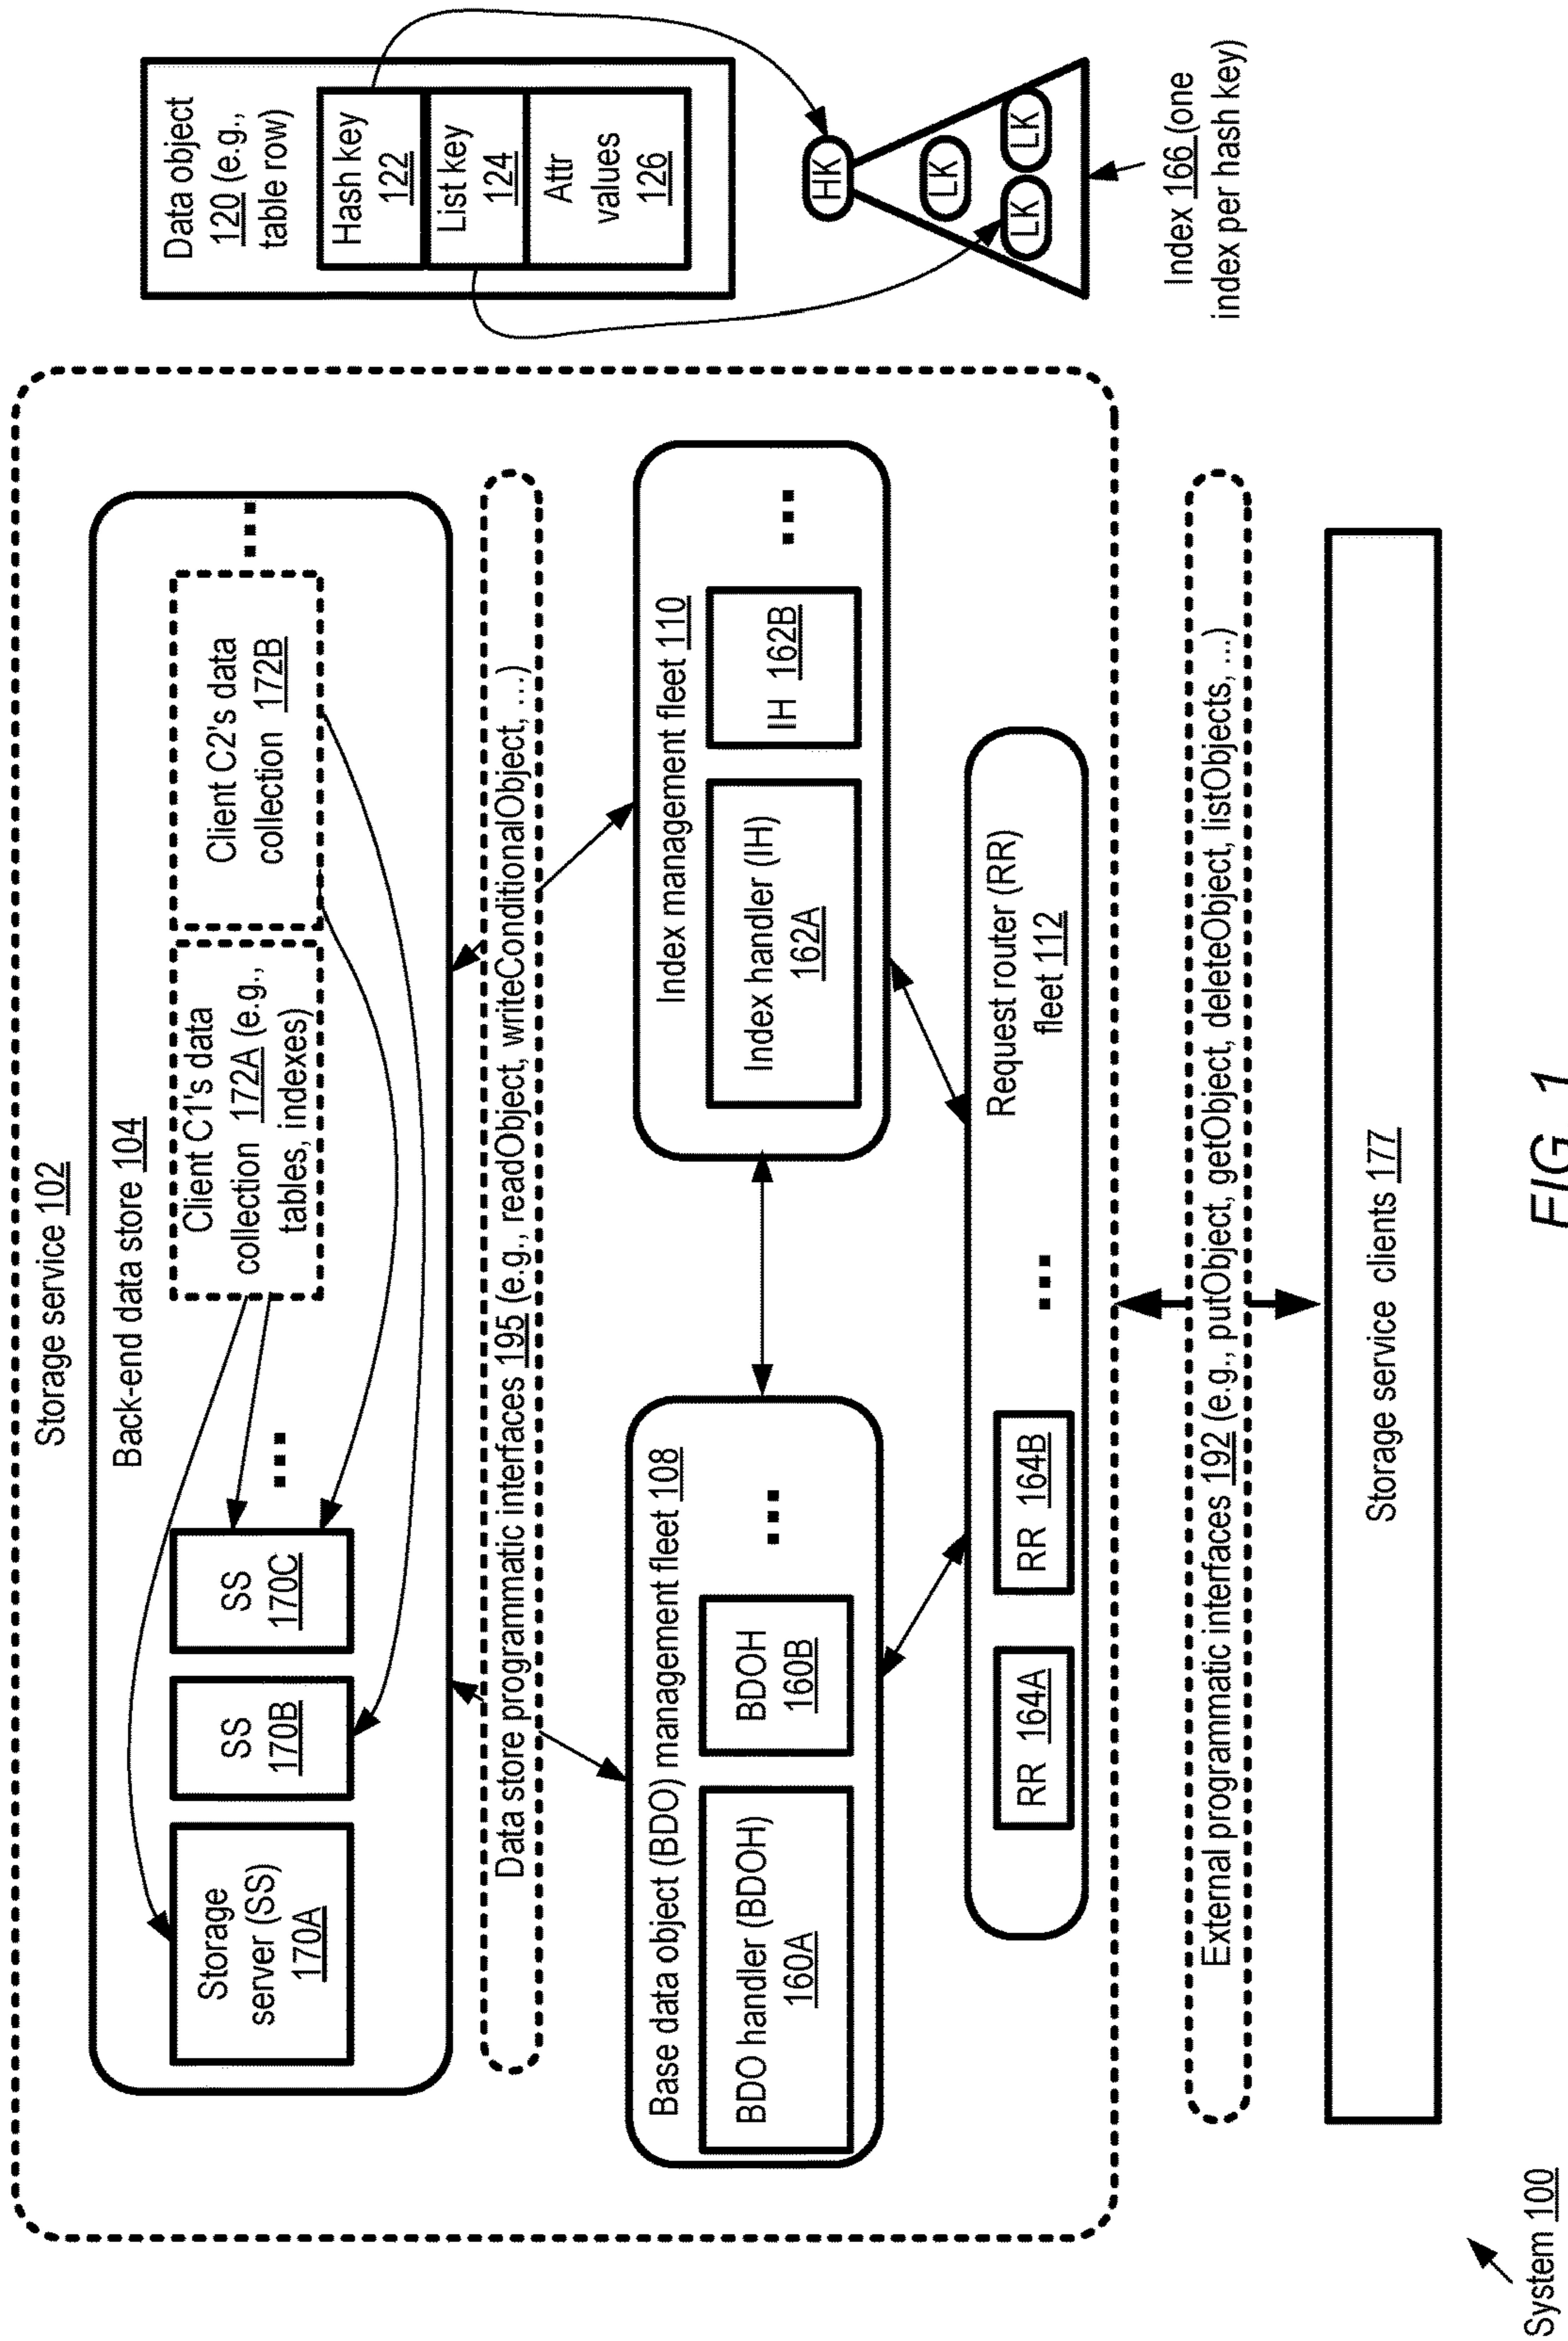 Storage service 102
Back-end data store 104
Storage
server (SS)
170A
SS
170B
SS
170C
...
Client C1's data
collection 172A (e.g.,
tables, indexes)
Client C2's data
collection 172B
...
Data store programmatic interfaces 195 (e.g., readObject, writeConditionalObject, ...)
Base data object (BDO) management fleet 108
BDO handler (BDOH)
160A
BDOH
160B
...
Index management fleet 110
Index handler (IH)
162A
IH 162B
...
RR 164A
RR 164B
...
Request router (RR)
fleet 112
External programmatic interfaces 192 (e.g., putObject, getObject, deleteObject, listObjects, ...)
Storage service clients 177
Data object
120 (e.g.,
table row)
Hash key
122
List key
124
Attr
values
126
HK
LK
LK
LK
Index 166 (one
index per hash key)
System 100
FIG. 1